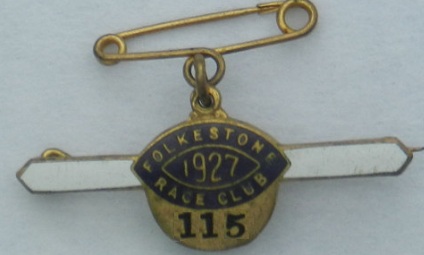 FOLKESTONE
1927
RACE CLUB
115